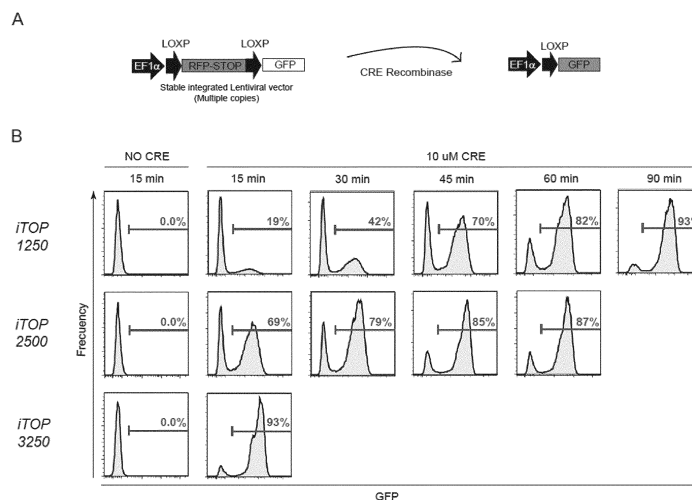 A
LOXP LOXP
EF1α RFP-STOP GFP
Stable integrated Lentiviral vector
(Multiple copies)
CRE Recombinase
LOXP
EF1α GFP
B
NO CRE 10 uM CRE
15 min 15 min 30 min 45 min 60 min 90 min
iTOP
1250
0.0% 19% 42% 70% 82% 93%
iTOP
2500
0.0% 69% 79% 85% 87%
iTOP
3250
0.0% 93%
Frecuency
GFP